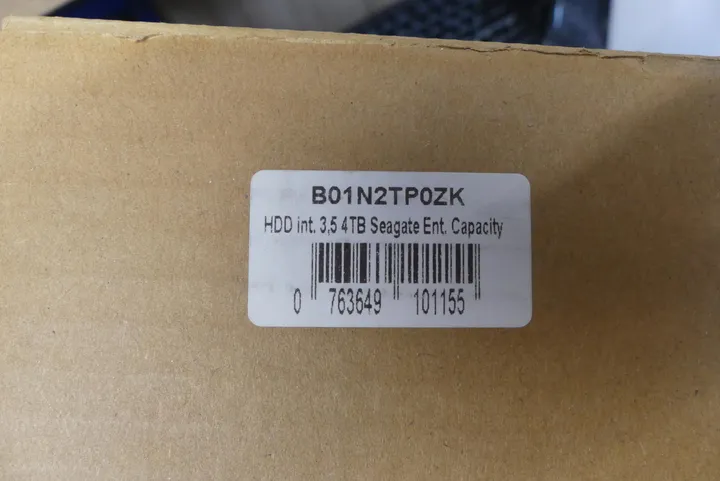 B01N2TP0ZK
HDD int. 3,5 4TB Seagate Ent. Capacity
0 763649 101155